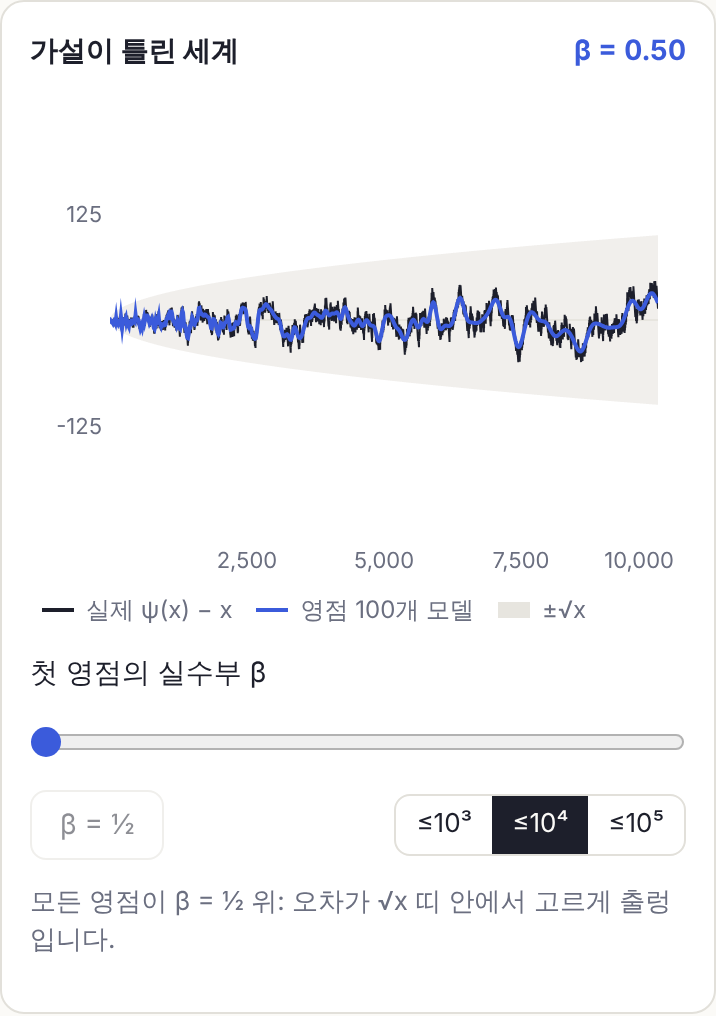 가설이 틀린 세계
β = 0.50
125
-125
2,500 5,000 7,500 10,000
실제 ψ(x) − x 영점 100개 모델 ±√x
첫 영점의 실수부 β
β = ½
≤10³ ≤10⁴ ≤10⁵
모든 영점이 β = ½ 위: 오차가 √x 띠 안에서 고르게 출렁
입니다.